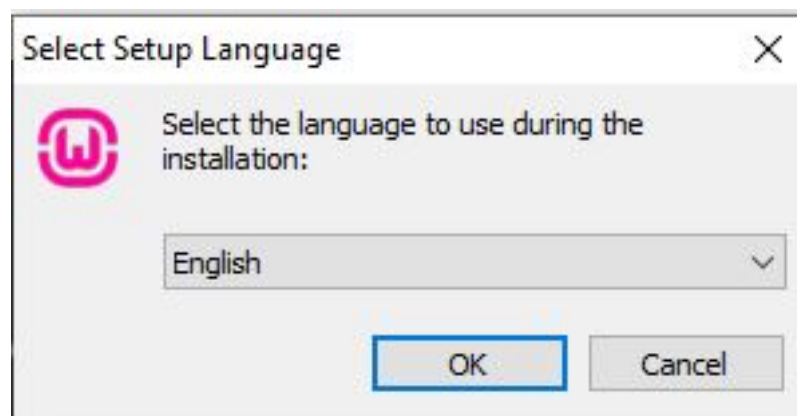 Select Setup Language
Select the language to use during the
installation:
English
OK
Cancel